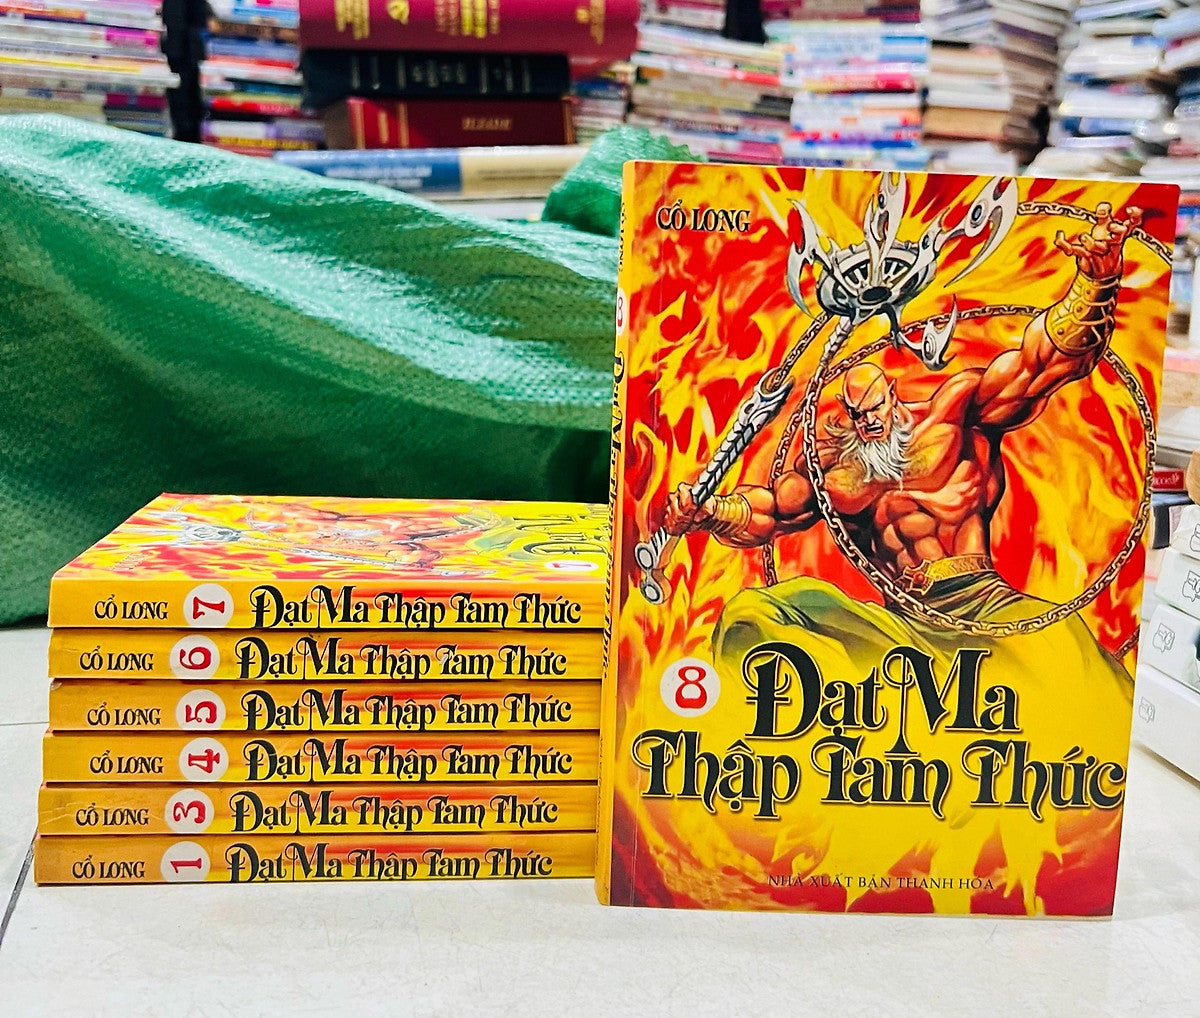 CỔ LONG
8
Đạt Ma
Thập Tam Thức
NHÀ XUẤT BẢN THANH HÓA
8
CỔ LONG 7 Đạt Ma Thập Tam Thức
CỔ LONG 6 Đạt Ma Thập Tam Thức
CỔ LONG 5 Đạt Ma Thập Tam Thức
CỔ LONG 4 Đạt Ma Thập Tam Thức
CỔ LONG 3 Đạt Ma Thập Tam Thức
CỔ LONG 1 Đạt Ma Thập Tam Thức